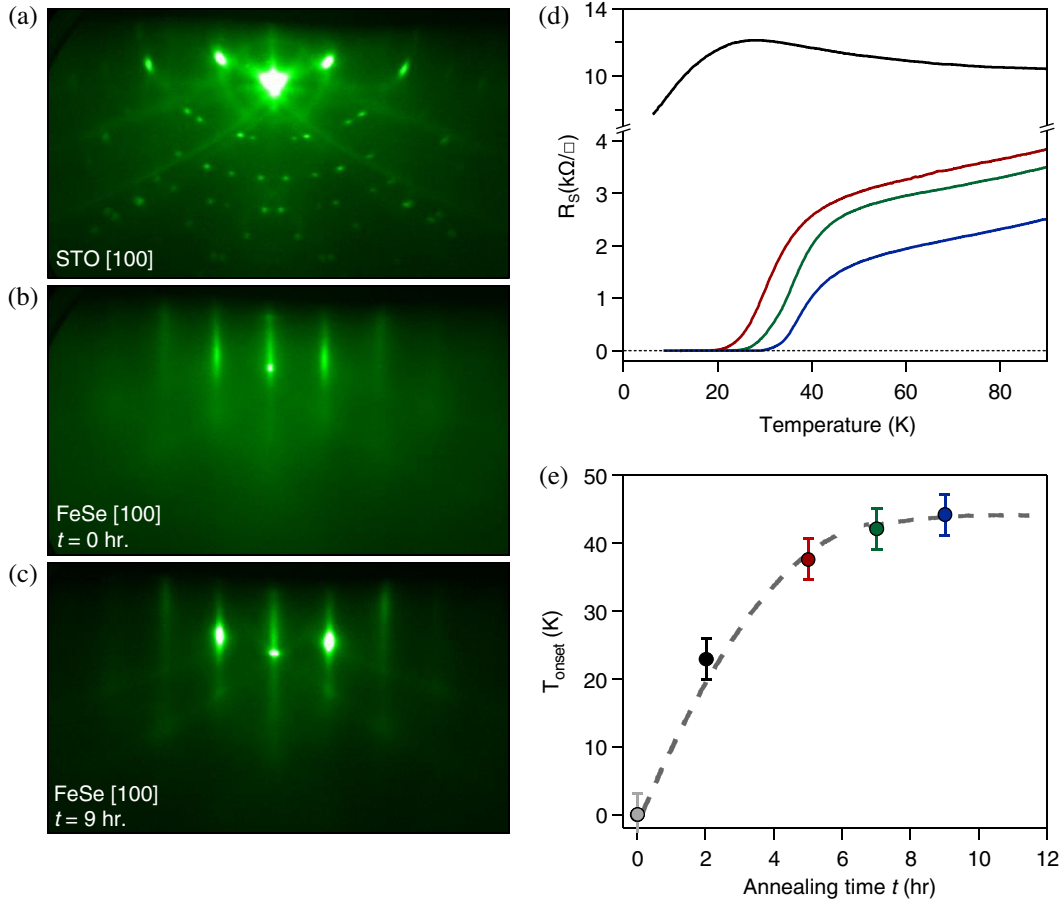 (a)
STO [100]
(b)
FeSe [100]
t = 0 hr.
(c)
FeSe [100]
t = 9 hr.
(d)
14
10
4
3
2
1
0
R_S(kΩ/□)
0 20 40 60 80
Temperature (K)
(e)
50
40
30
20
10
0
T_onset (K)
0 2 4 6 8 10 12
Annealing time t (hr)